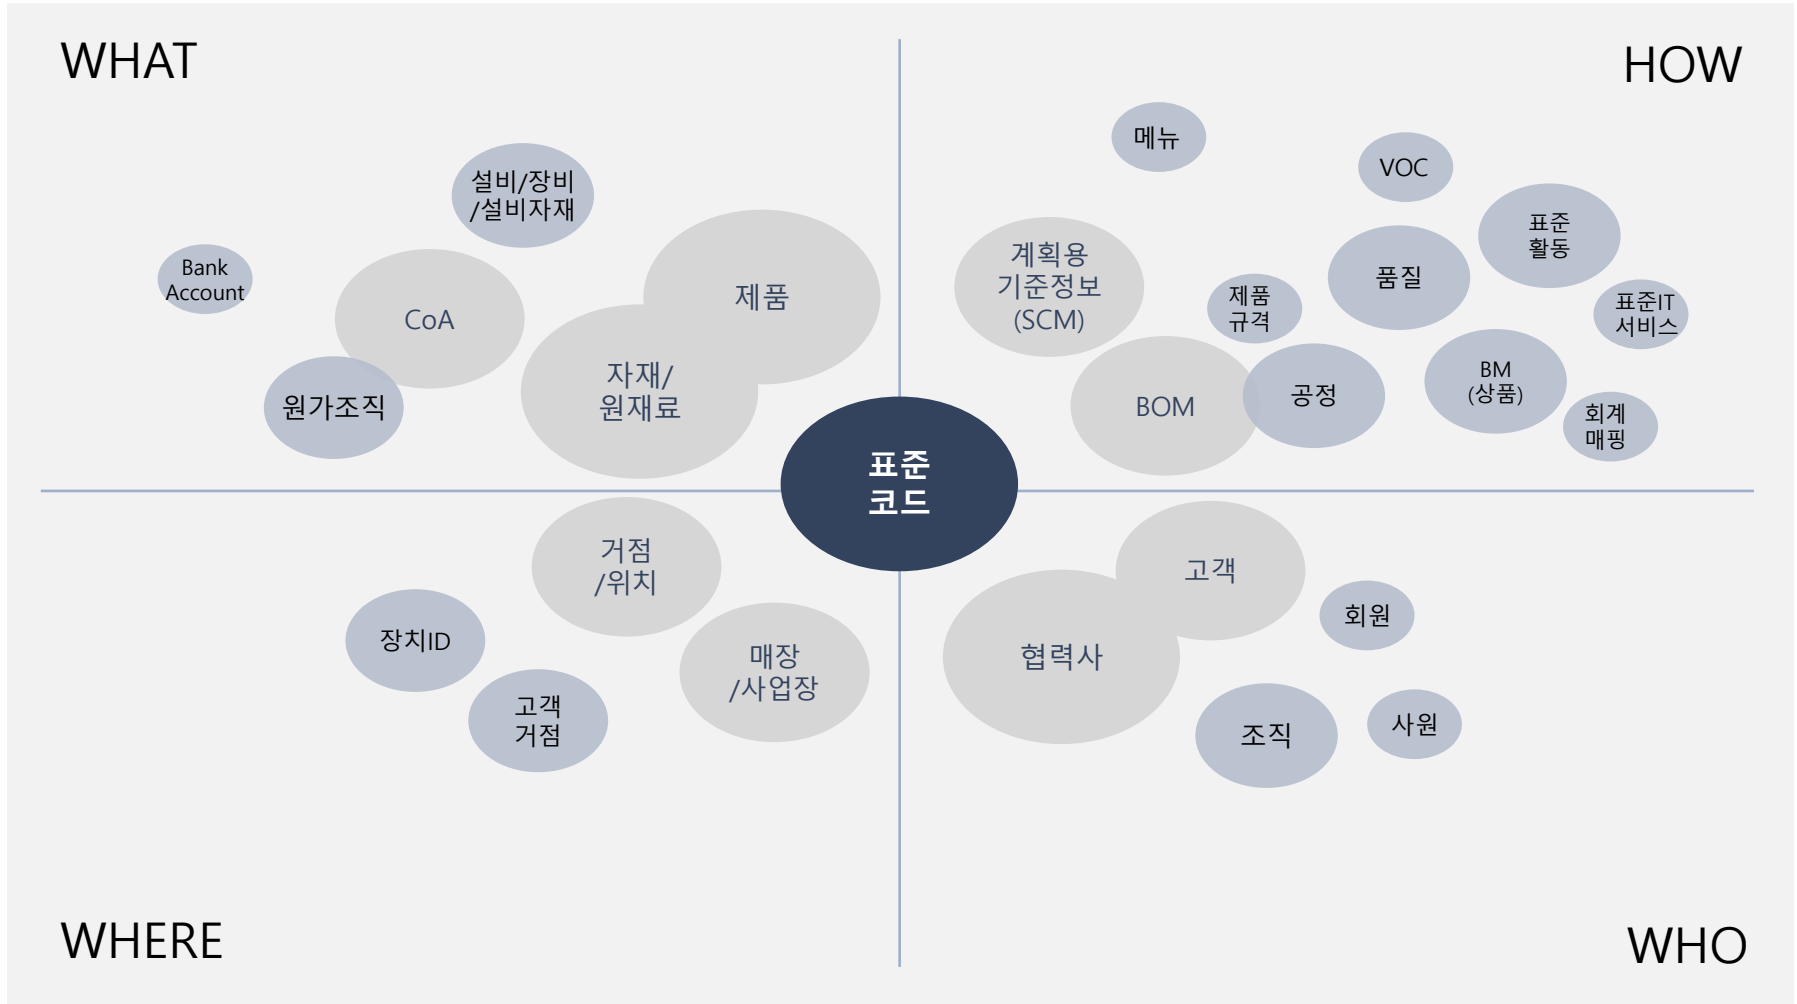 WHAT
설비/장비
/설비자재
Bank
Account
CoA
제품
원가조직
자재/
원재료
HOW
메뉴
VOC
표준
활동
계획용
기준정보
(SCM)
제품
규격
품질
표준IT
서비스
BOM
공정
BM
(상품)
회계
매핑
표준
코드
거점
/위치
장치ID
고객
거점
매장
/사업장
WHERE
고객
협력사
회원
조직
사원
WHO